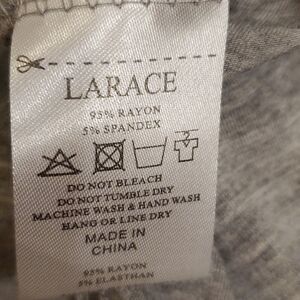 LARACE
95% RAYON
5% SPANDEX
DO NOT BLEACH
DO NOT TUMBLE DRY
MACHINE WASH & HAND WASH
HANG OR LINE DRY
MADE IN
CHINA
95% RAYON
5% ELASTHAN